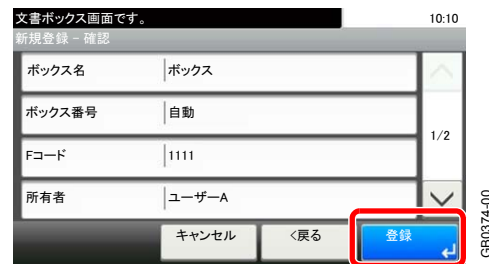 文書ボックス画面です。 10:10
新規登録 - 確認
ボックス名 ボックス
ボックス番号 自動
1/2
Fコード 1111
所有者 ユーザーA
キャンセル <戻る 登録
GB0374-00